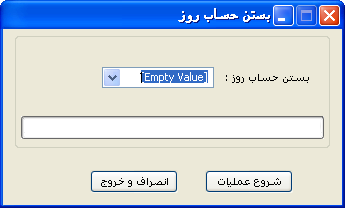 بستن حساب روز
بستن حساب روز : [Empty Value]
شروع عملیات انصراف و خروج